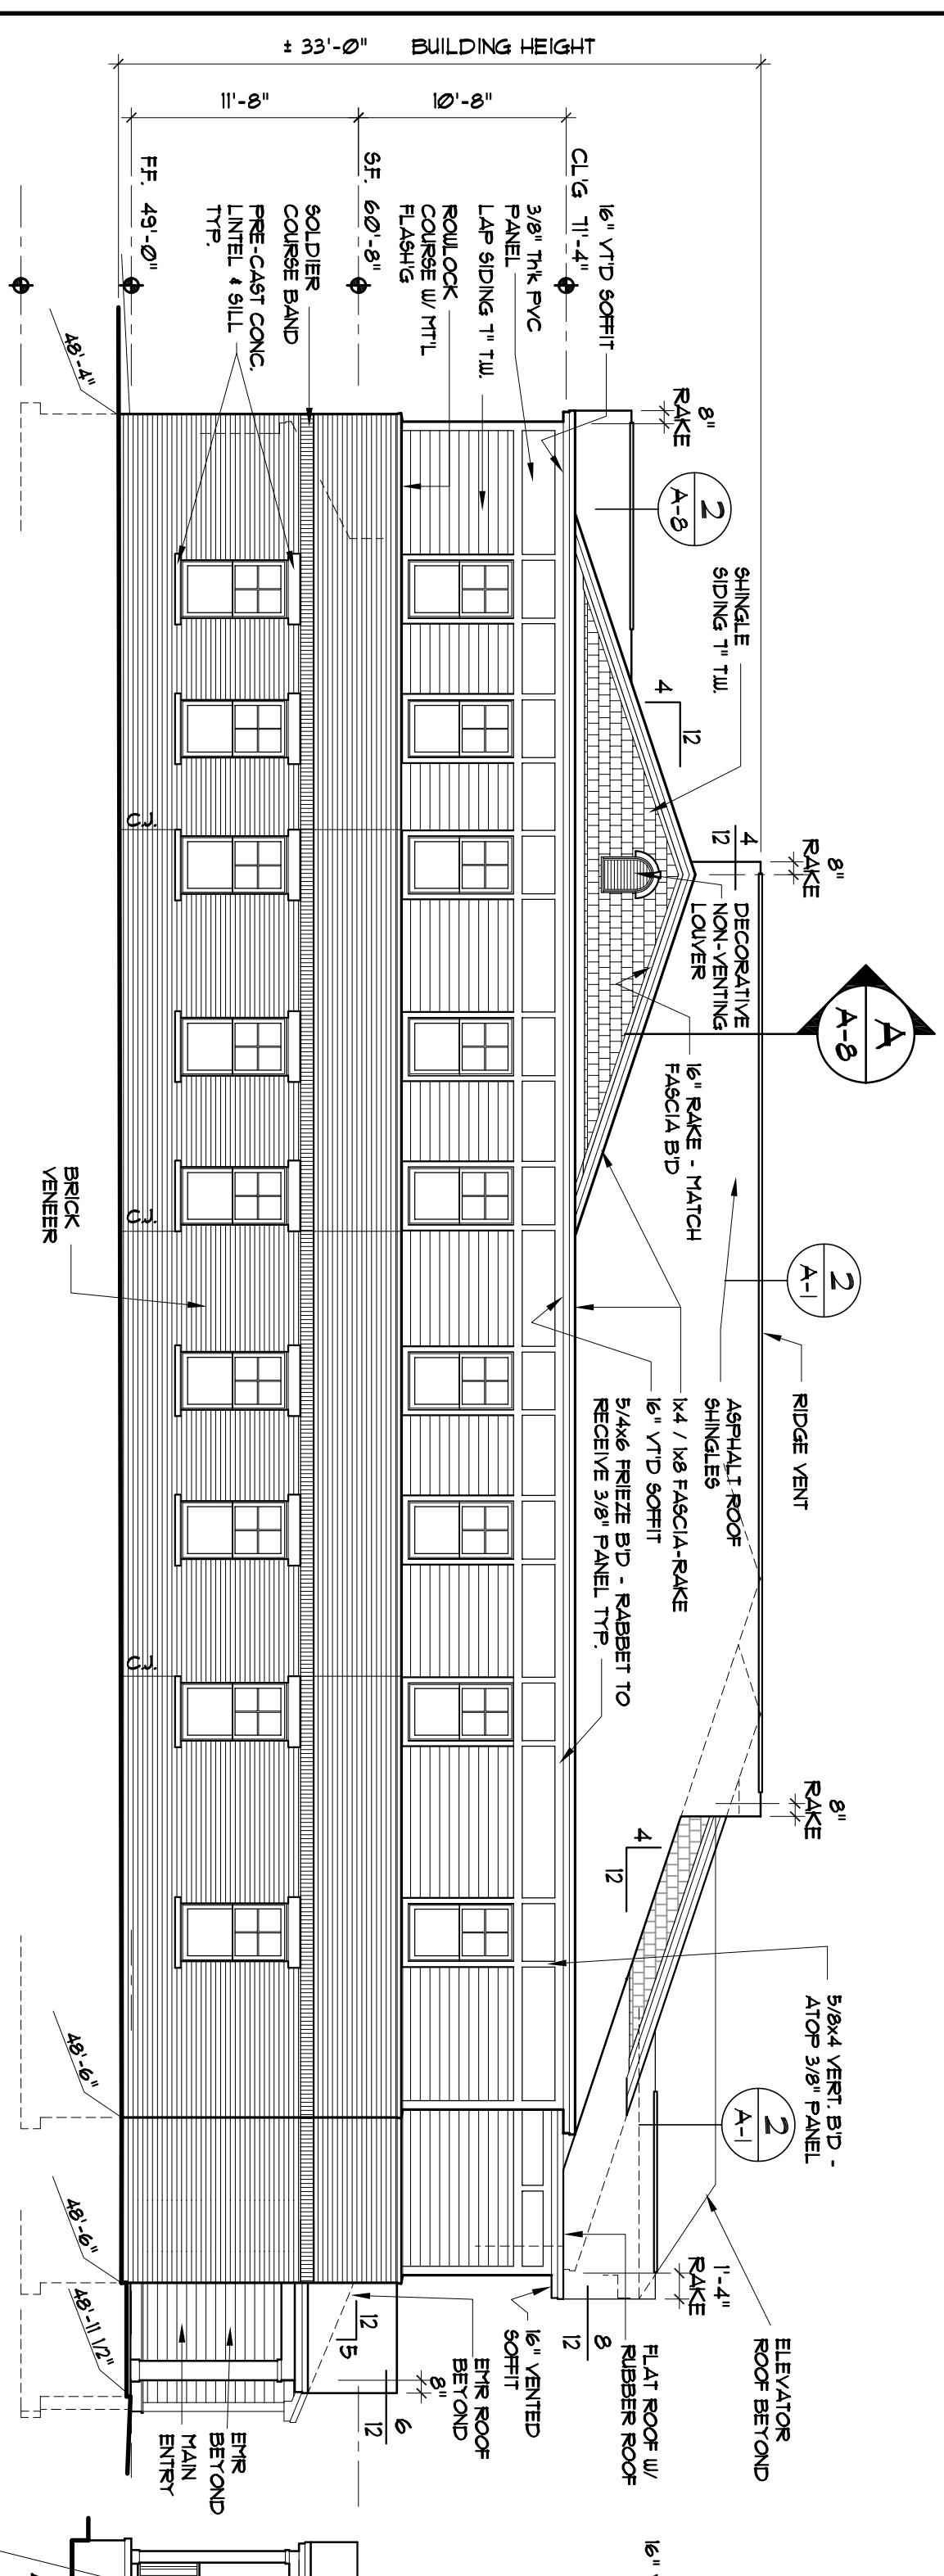 ± 33'-0" BUILDING HEIGHT
11'-8"
10'-8"
F.F. 49'-0"
S.F. 60'-8"
CL'G 71'-4"
16" VT'D SOFFIT
3/8" Th'k PVC
PANEL
LAP SIDING 7" T.W.
ROWLOCK
COURSE W/ MT'L
FLASH'G
SOLDIER
COURSE BAND
PRE-CAST CONC.
LINTEL & SILL
TYP.
48'-4"
8"
RAKE
2
A-8
SHINGLE
SIDING 7" T.W.
4
12
8"
RAKE
4
12
DECORATIVE
NON-VENTING
LOUVER
A
A-8
16" RAKE - MATCH
FASCIA B'D
2
A-1
RIDGE VENT
ASPHALT ROOF
SHINGLES
1x4 / 1x8 FASCIA-RAKE
16" VT'D SOFFIT
5/4x6 FRIEZE B'D - RABBET TO
RECEIVE 3/8" PANEL TYP.
C.J.
C.J.
C.J.
BRICK
VENEER
8"
RAKE
4
12
5/8x4 VERT. B'D -
ATOP 3/8" PANEL
2
A-1
1'-4"
RAKE
ELEVATOR
ROOF BEYOND
8
12
FLAT ROOF W/
RUBBER ROOF
16" VENTED
SOFFIT
EMR ROOF
BEYOND
12
5
8"
6
12
EMR
BEYOND
MAIN
ENTRY
48'-6"
48'-6"
48'-11 1/2"
16"